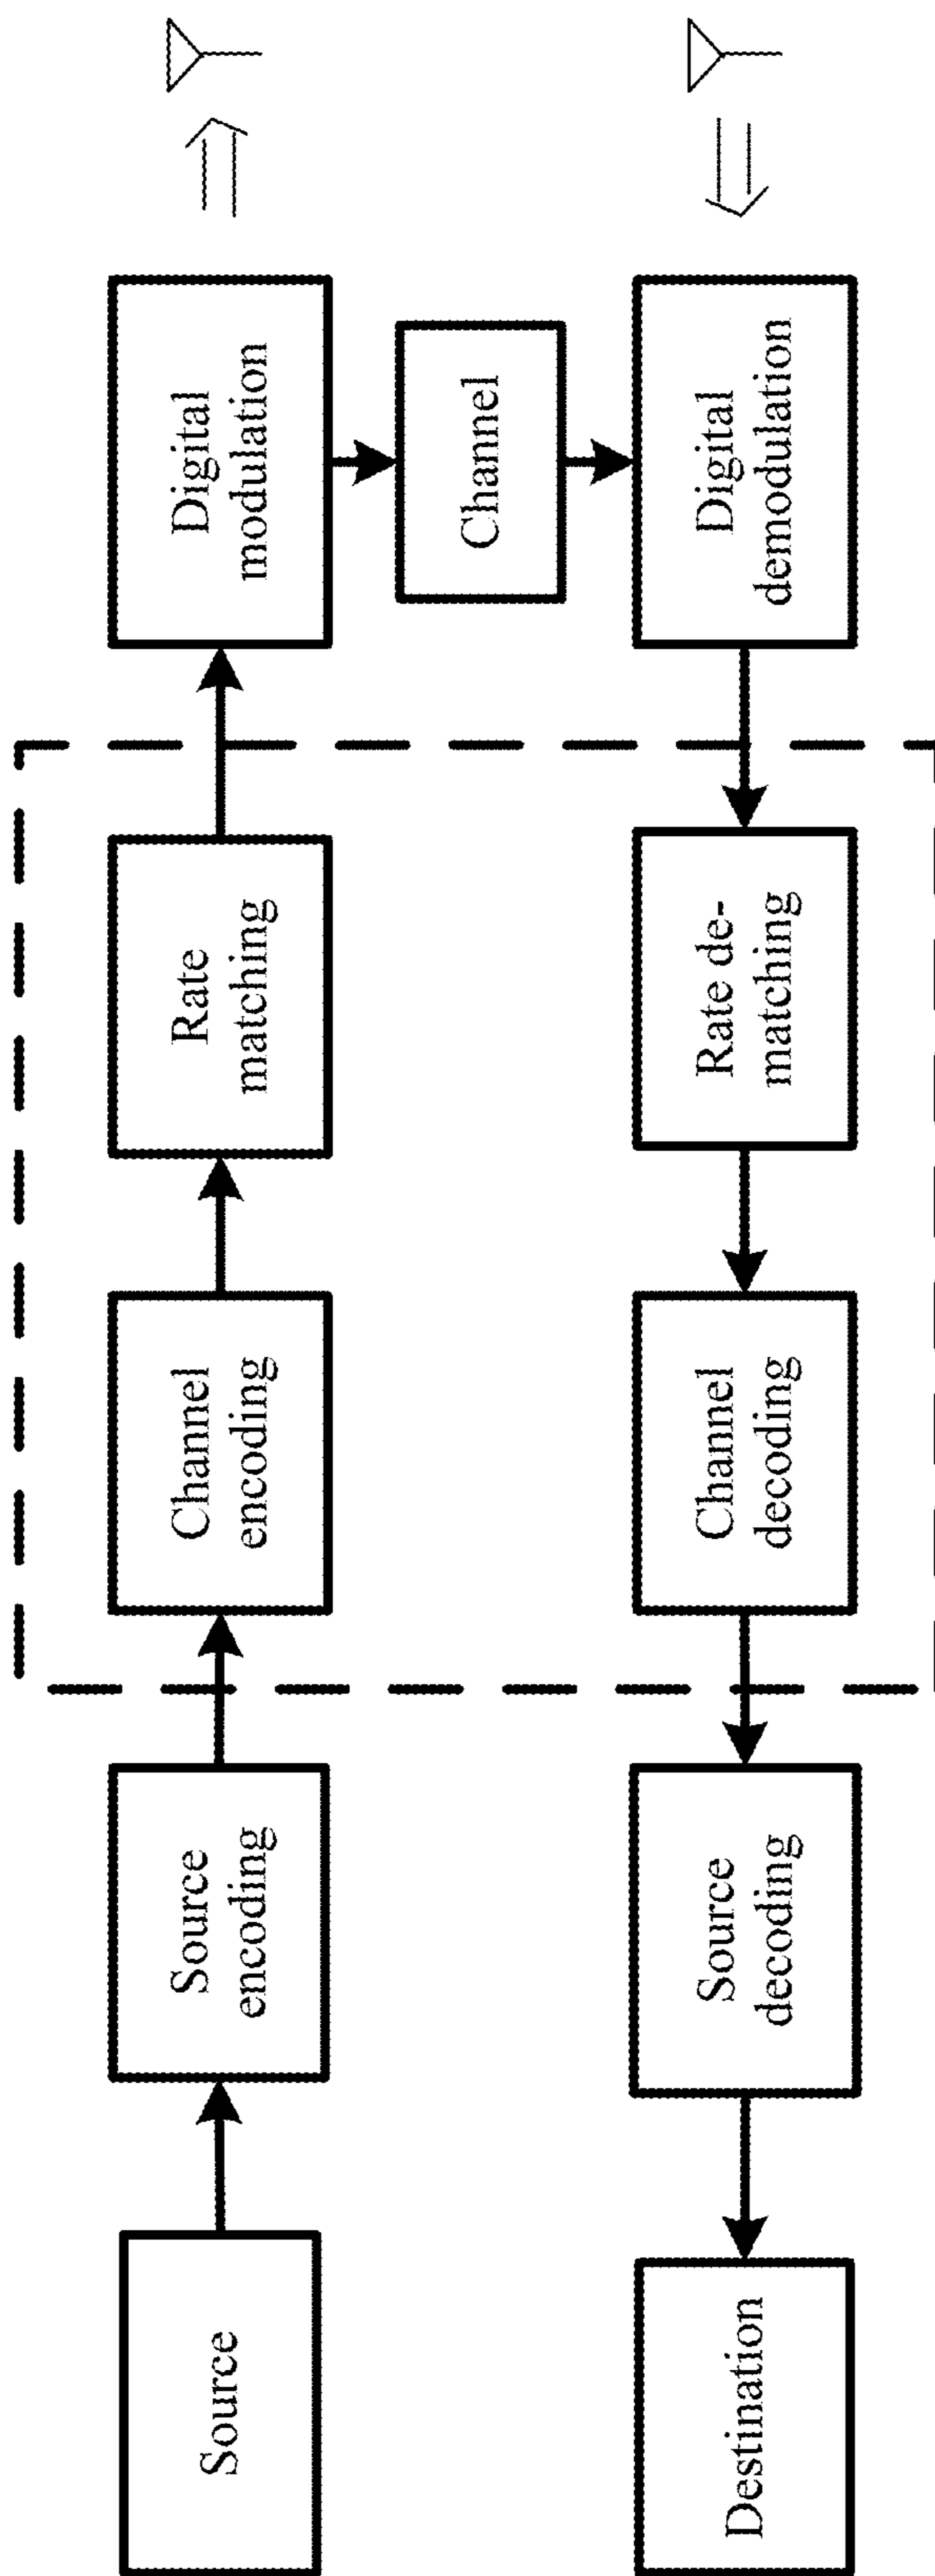 Source
Source
encoding
Channel
encoding
Rate
matching
Digital
modulation
Channel
Digital
demodulation
Rate de-
matching
Channel
decoding
Source
decoding
Destination